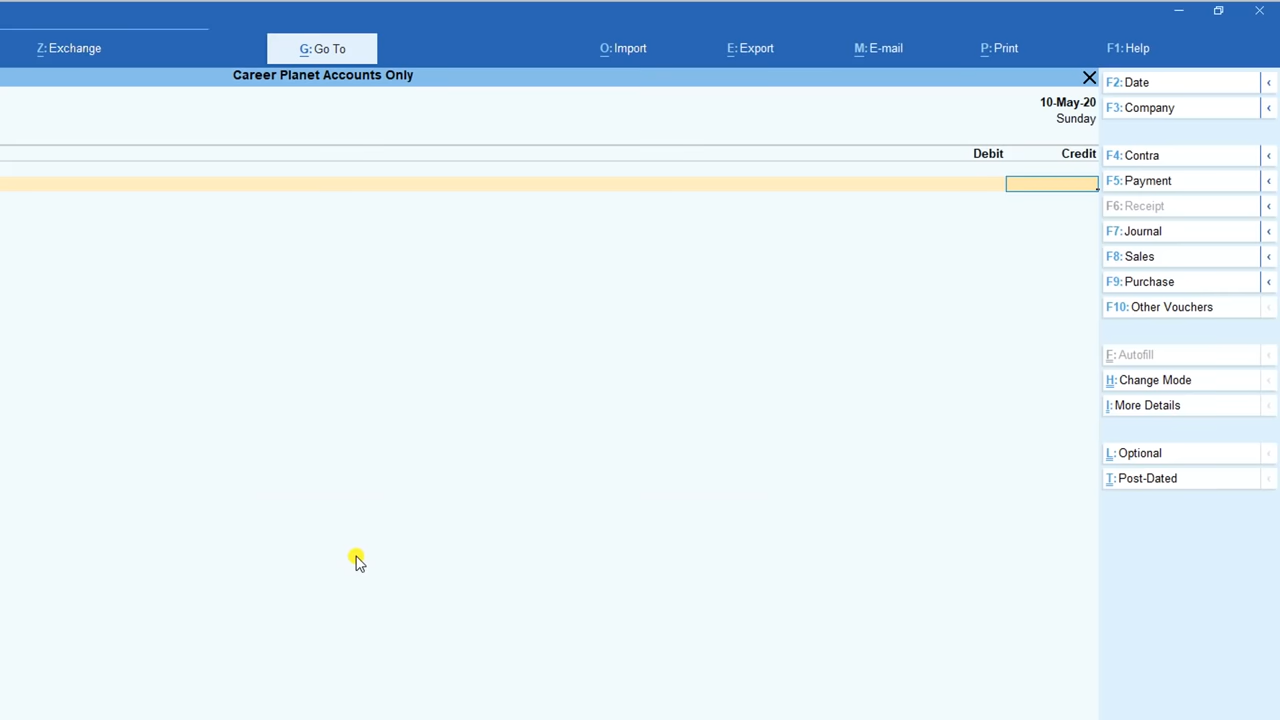 Z: Exchange
G: Go To
O: Import
E: Export
M: E-mail
P: Print
F1: Help
Career Planet Accounts Only
10-May-20
Sunday
Debit
Credit
F2: Date
F3: Company
F4: Contra
F5: Payment
F6: Receipt
F7: Journal
F8: Sales
F9: Purchase
F10: Other Vouchers
F: Autofill
H: Change Mode
I: More Details
L: Optional
T: Post-Dated